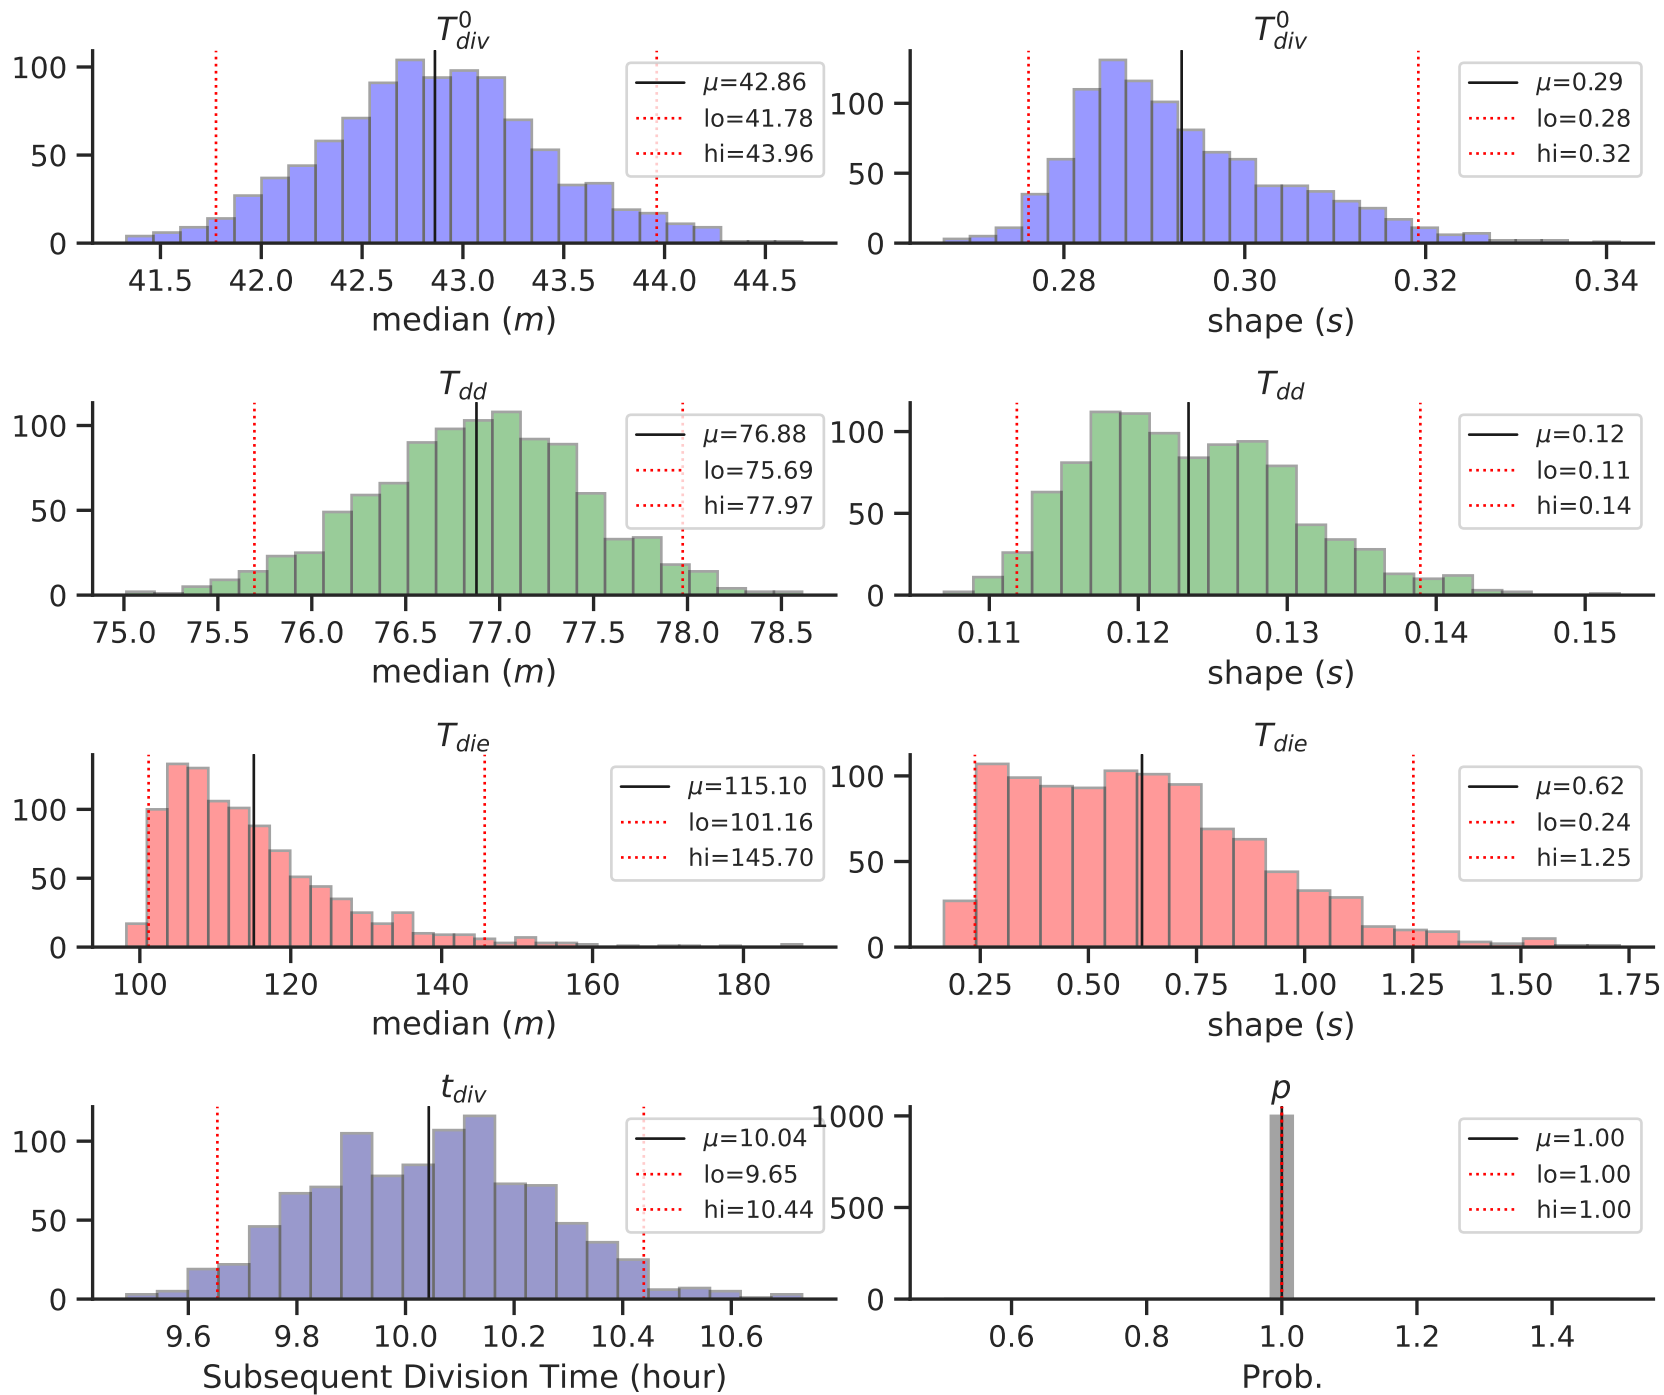 T⁰div
0
50
100
μ=42.86
lo=41.78
hi=43.96
41.5 42.0 42.5 43.0 43.5 44.0 44.5
median (m)
T⁰div
0
50
100
μ=0.29
lo=0.28
hi=0.32
0.28 0.30 0.32 0.34
shape (s)
Tdd
0
50
100
μ=76.88
lo=75.69
hi=77.97
75.0 75.5 76.0 76.5 77.0 77.5 78.0 78.5
median (m)
Tdd
0
50
100
μ=0.12
lo=0.11
hi=0.14
0.11 0.12 0.13 0.14 0.15
shape (s)
Tdie
0
50
100
μ=115.10
lo=101.16
hi=145.70
100 120 140 160 180
median (m)
Tdie
0
50
100
μ=0.62
lo=0.24
hi=1.25
0.25 0.50 0.75 1.00 1.25 1.50 1.75
shape (s)
tdiv
0
50
100
μ=10.04
lo=9.65
hi=10.44
9.6 9.8 10.0 10.2 10.4 10.6
Subsequent Division Time (hour)
p
0
500
1000
μ=1.00
lo=1.00
hi=1.00
0.6 0.8 1.0 1.2 1.4
Prob.